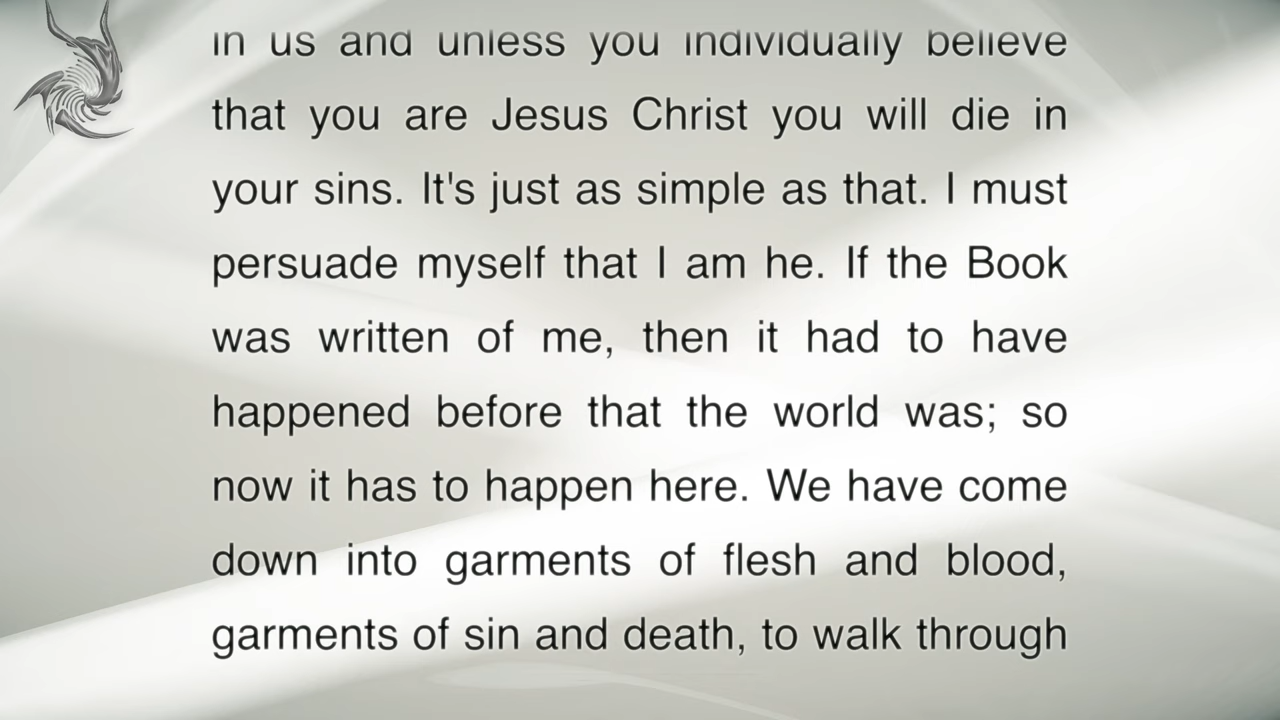 in us and unless you individually believe
that you are Jesus Christ you will die in
your sins. It's just as simple as that. I must
persuade myself that I am he. If the Book
was written of me, then it had to have
happened before that the world was; so
now it has to happen here. We have come
down into garments of flesh and blood,
garments of sin and death, to walk through